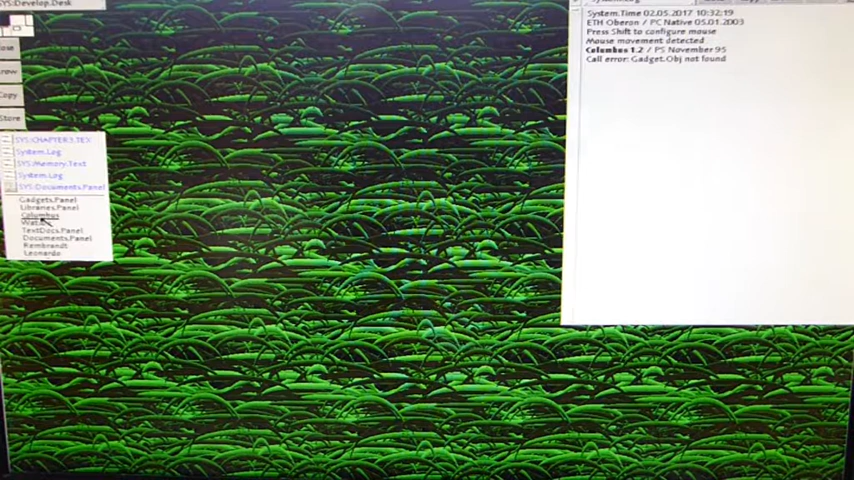 SYS:Develop.Desk
Copy
Store
SYS:CHAPTER3.TEX
System.Log
SYS:Memory.Text
System.Log
SYS:Documents.Panel
Gadgets.Panel
Libraries.Panel
Columbus
TextDocs.Panel
Documents.Panel
Rembrandt
Leonardo
System.Time 02.05.2017 10:32:19
ETH Oberon / PC Native 05.01.2003
Press Shift to configure mouse
Mouse movement detected
Columbus 1.2 / PS November 95
Call error: Gadget.Obj not found